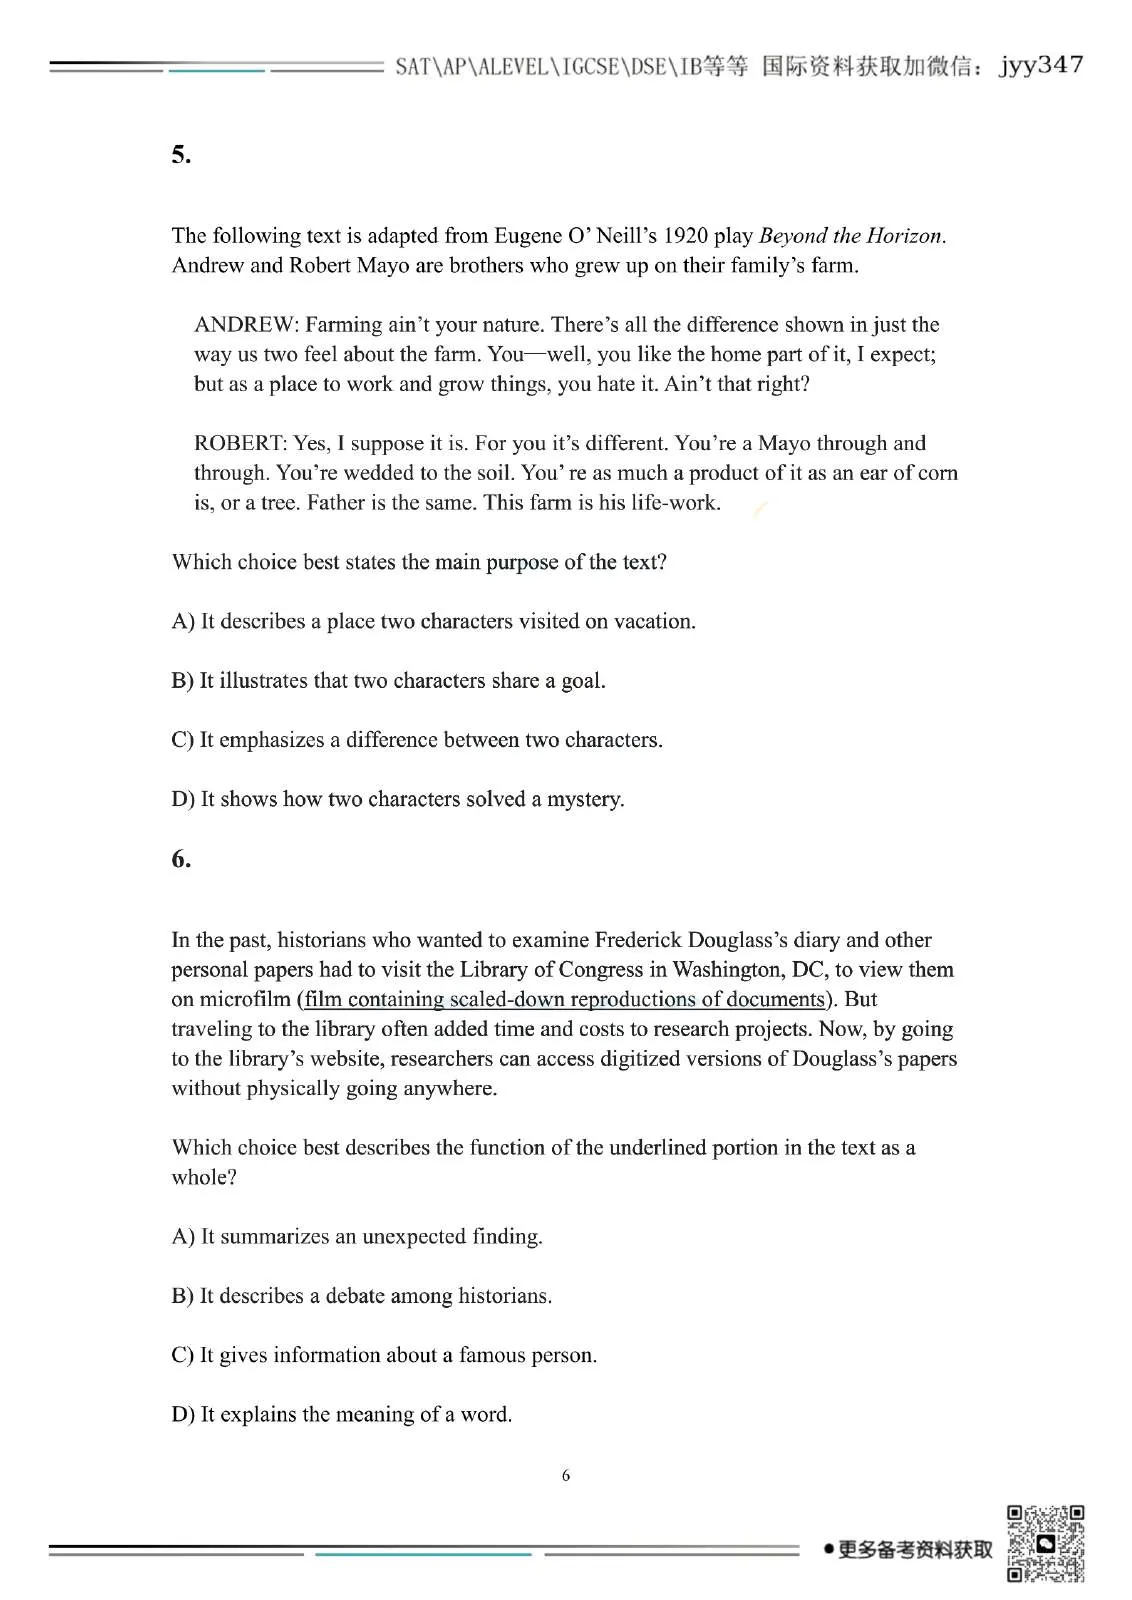 SAT\AP\ALEVEL\IGCSE\DSE\IB等等 国际资料获取加微信： jyy347
5.
The following text is adapted from Eugene O’ Neill’s 1920 play Beyond the Horizon.
Andrew and Robert Mayo are brothers who grew up on their family’s farm.
ANDREW: Farming ain’t your nature. There’s all the difference shown in just the
way us two feel about the farm. You—well, you like the home part of it, I expect;
but as a place to work and grow things, you hate it. Ain’t that right?
ROBERT: Yes, I suppose it is. For you it’s different. You’re a Mayo through and
through. You’re wedded to the soil. You’ re as much a product of it as an ear of corn
is, or a tree. Father is the same. This farm is his life-work.
Which choice best states the main purpose of the text?
A) It describes a place two characters visited on vacation.
B) It illustrates that two characters share a goal.
C) It emphasizes a difference between two characters.
D) It shows how two characters solved a mystery.
6.
In the past, historians who wanted to examine Frederick Douglass’s diary and other
personal papers had to visit the Library of Congress in Washington, DC, to view them
on microfilm (film containing scaled-down reproductions of documents). But
traveling to the library often added time and costs to research projects. Now, by going
to the library’s website, researchers can access digitized versions of Douglass’s papers
without physically going anywhere.
Which choice best describes the function of the underlined portion in the text as a
whole?
A) It summarizes an unexpected finding.
B) It describes a debate among historians.
C) It gives information about a famous person.
D) It explains the meaning of a word.
6
●更多备考资料获取